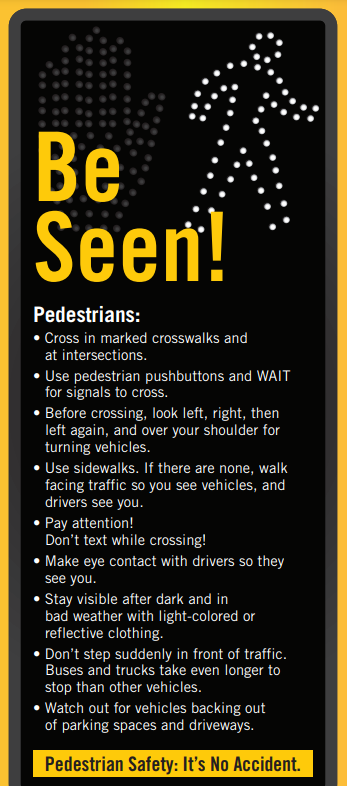 Be
Seen!
Pedestrians:
• Cross in marked crosswalks and
at intersections.
• Use pedestrian pushbuttons and WAIT
for signals to cross.
• Before crossing, look left, right, then
left again, and over your shoulder for
turning vehicles.
• Use sidewalks. If there are none, walk
facing traffic so you see vehicles, and
drivers see you.
• Pay attention!
Don’t text while crossing!
• Make eye contact with drivers so they
see you.
• Stay visible after dark and in
bad weather with light-colored or
reflective clothing.
• Don’t step suddenly in front of traffic.
Buses and trucks take even longer to
stop than other vehicles.
• Watch out for vehicles backing out
of parking spaces and driveways.
Pedestrian Safety: It’s No Accident.